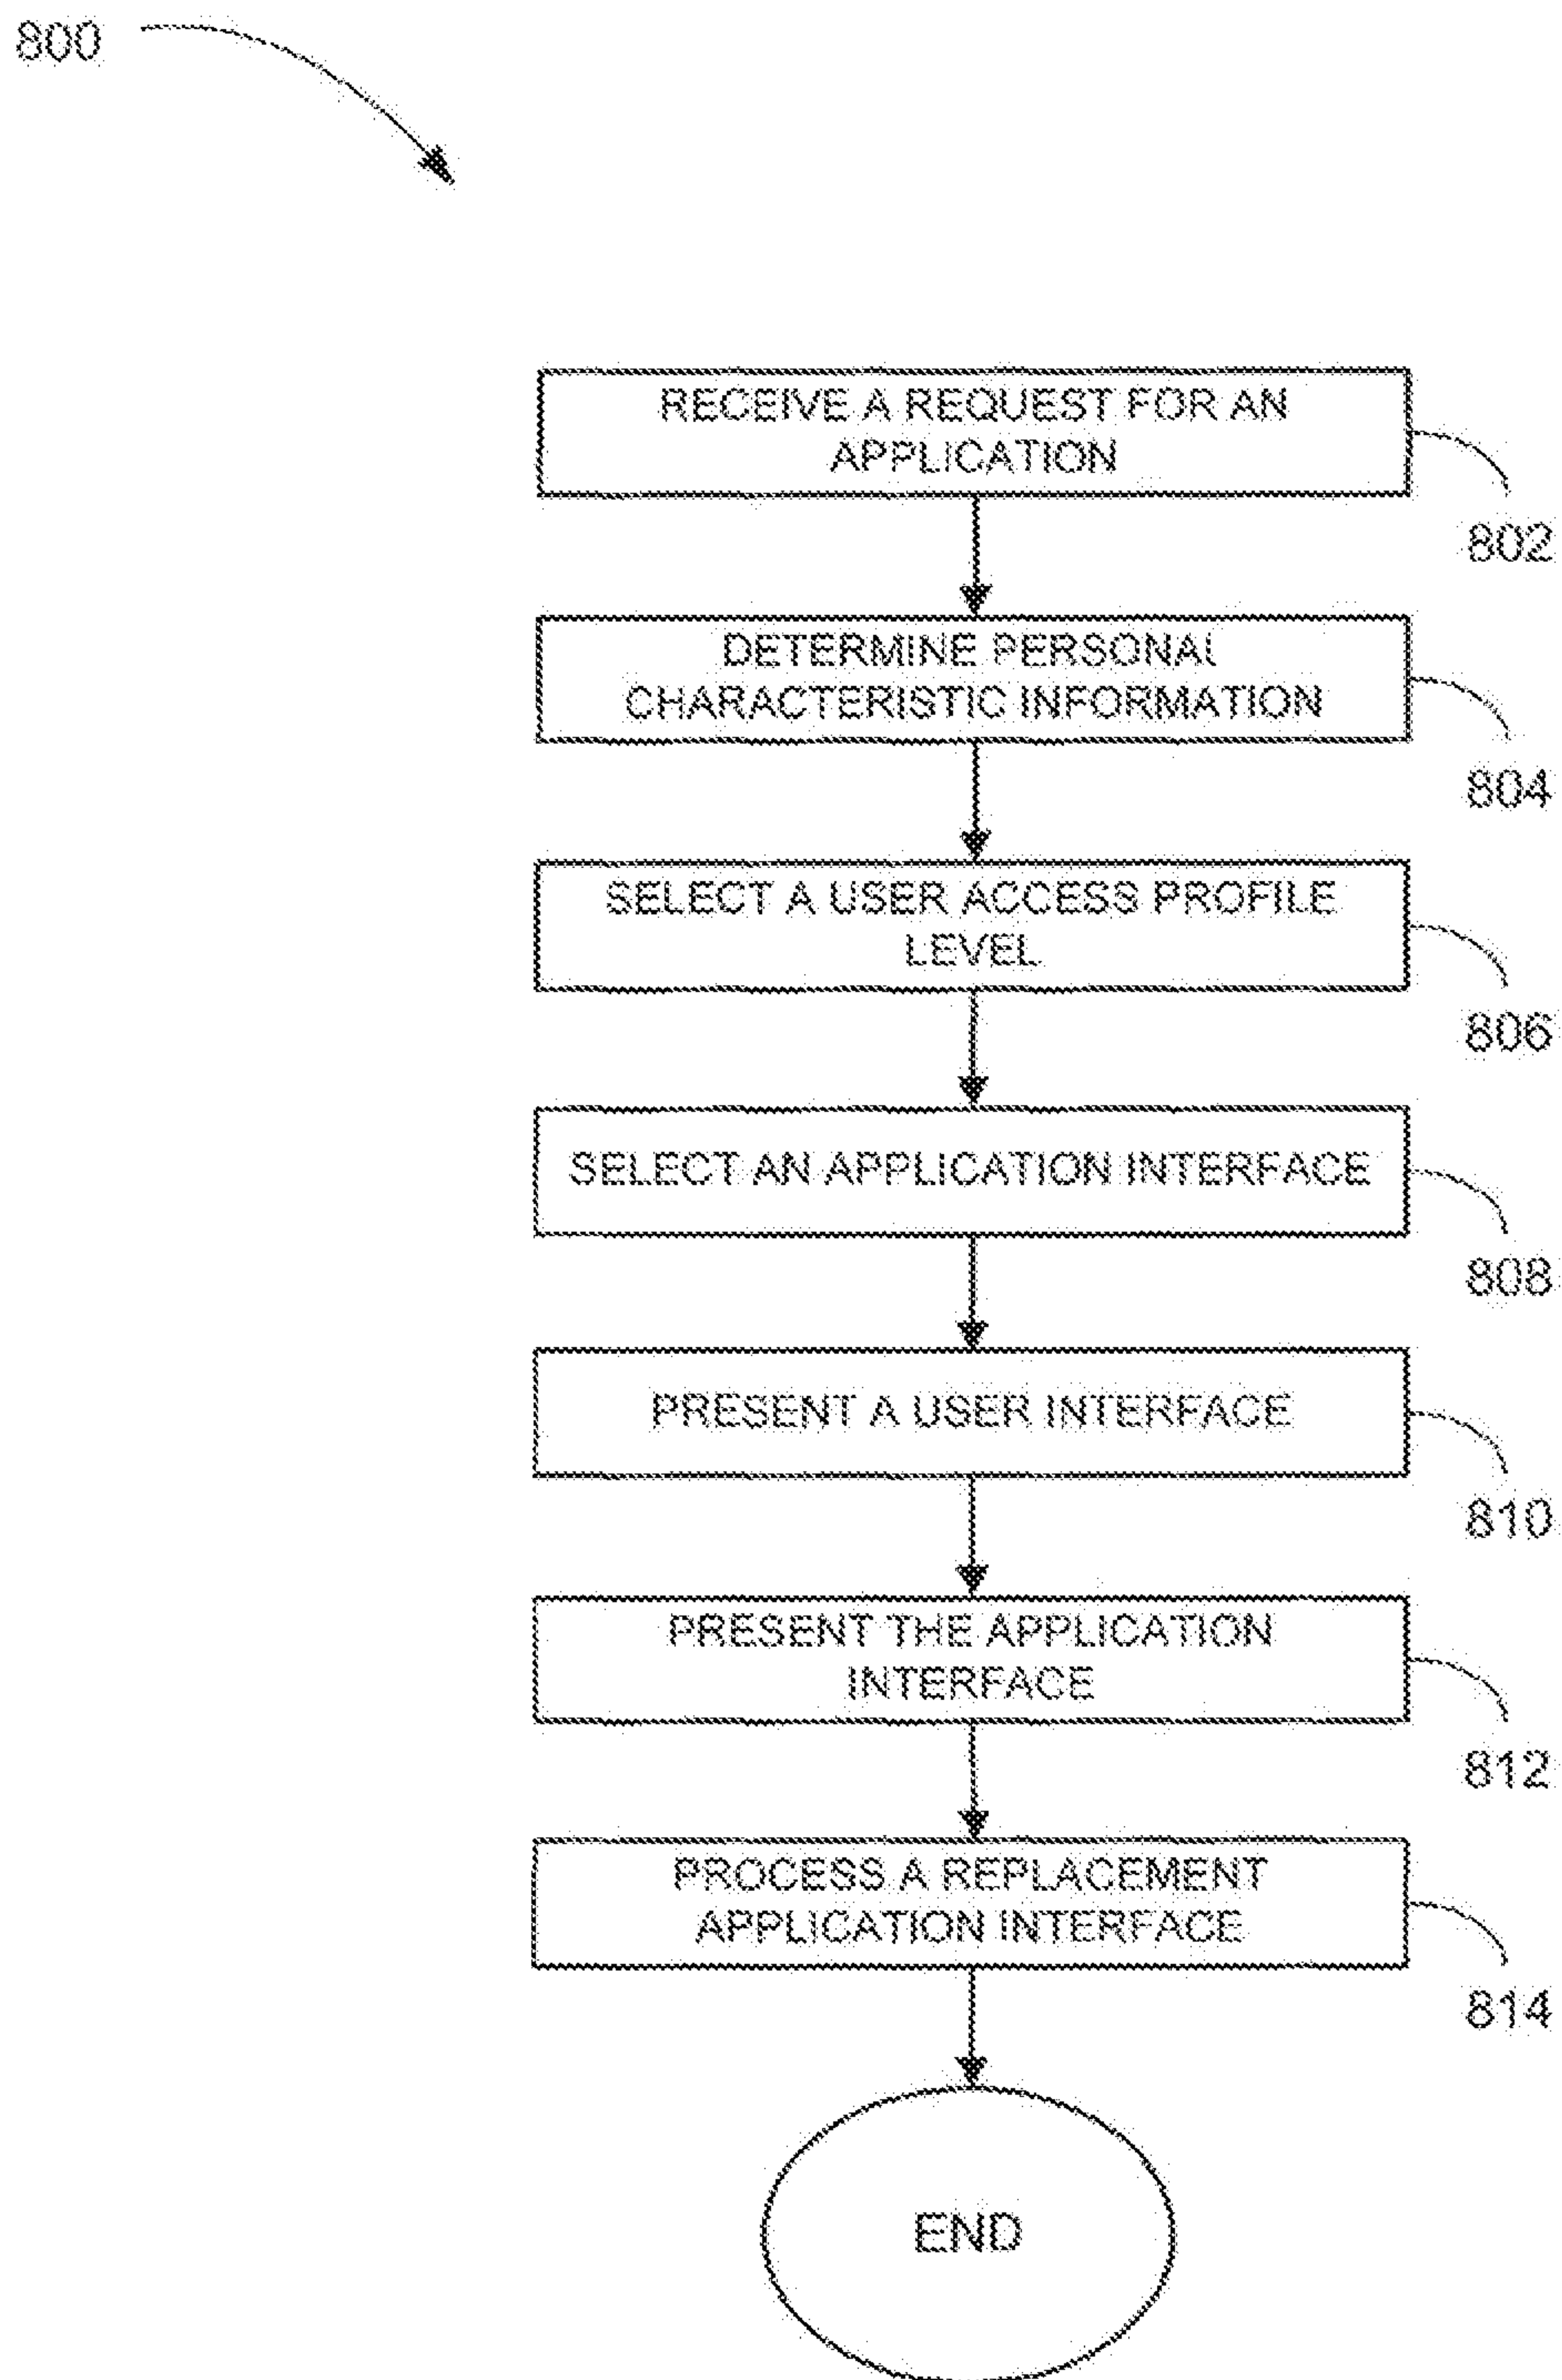 800
RECEIVE A REQUEST FOR AN
APPLICATION
802
DETERMINE PERSONAL
CHARACTERISTIC INFORMATION
804
SELECT A USER ACCESS PROFILE
LEVEL
806
SELECT AN APPLICATION INTERFACE
808
PRESENT A USER INTERFACE
810
PRESENT THE APPLICATION
INTERFACE
812
PROCESS A REPLACEMENT
APPLICATION INTERFACE
814
END